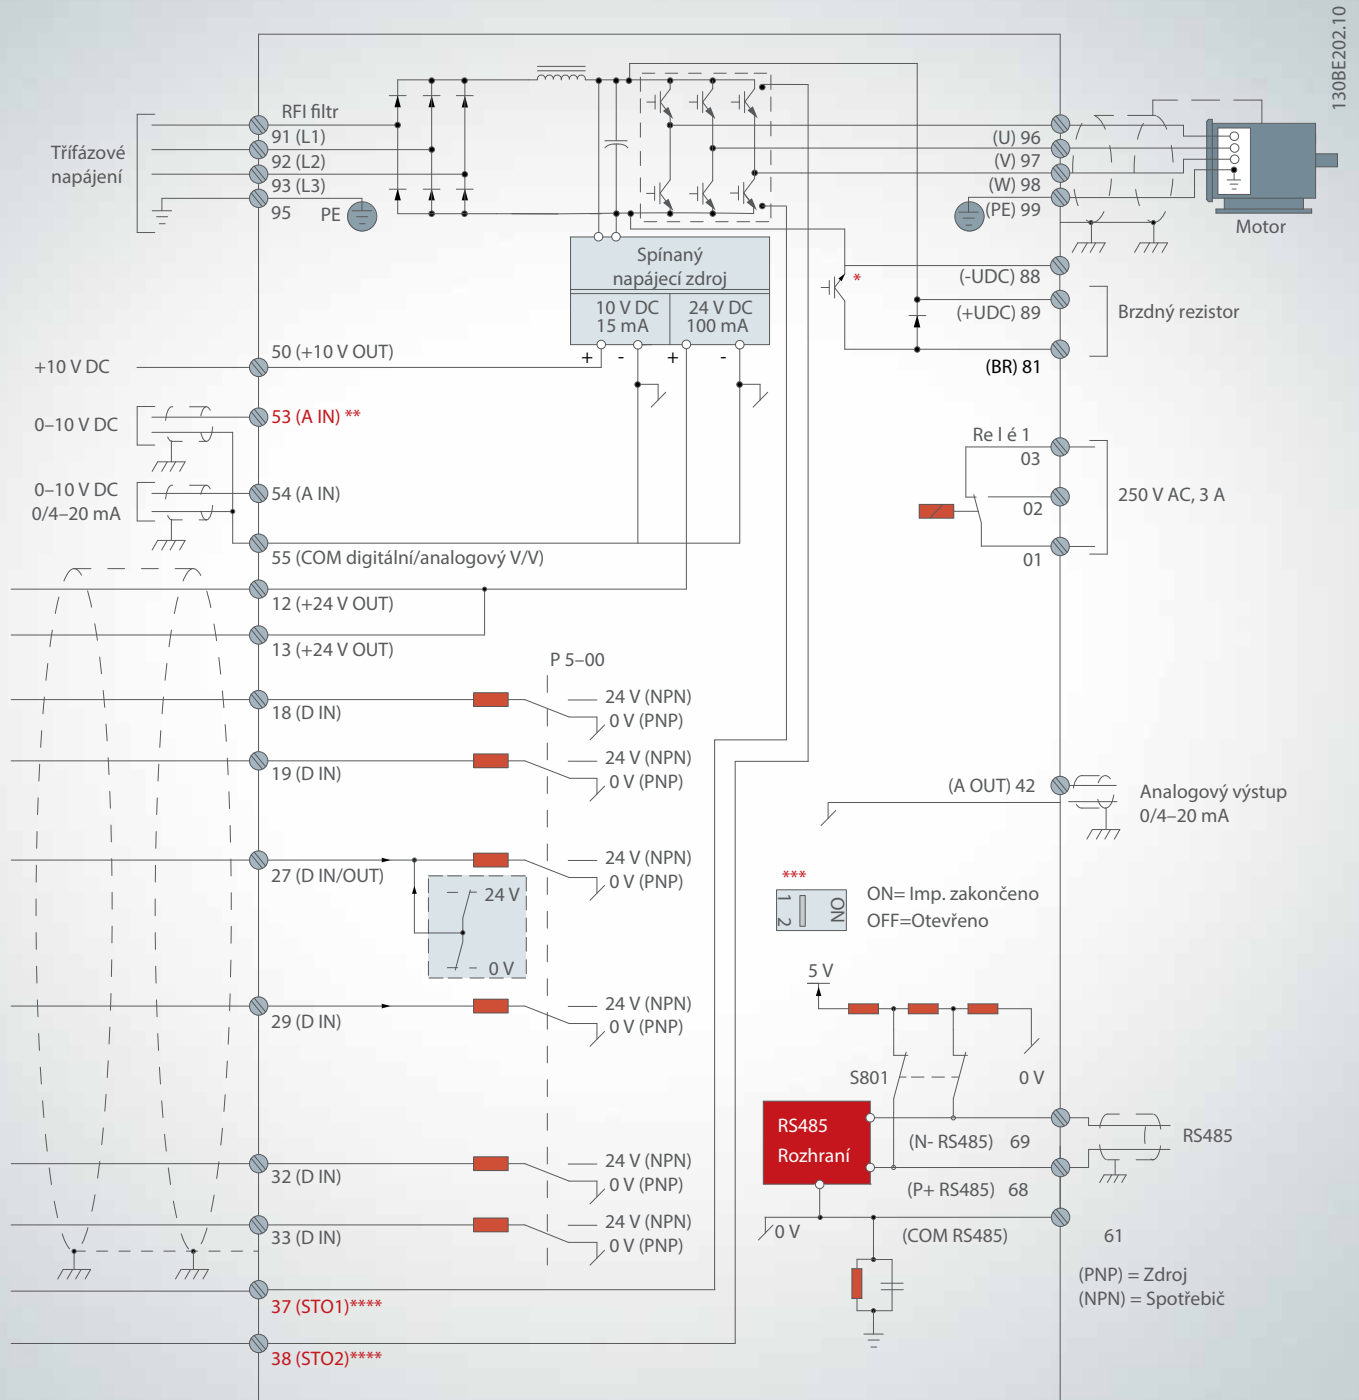 130BE202.10
RFI filtr
91 (L1)
92 (L2)
93 (L3)
95
PE
Třífázové
napájení
(U) 96
(V) 97
(W) 98
(PE) 99
Motor
Spínaný
napájecí zdroj
10 V DC
15 mA
24 V DC
100 mA
+ - + -
*
(-UDC) 88
(+UDC) 89
(BR) 81
Brzdný rezistor
+10 V DC
50 (+10 V OUT)
0–10 V DC
53 (A IN) **
0–10 V DC
0/4–20 mA
54 (A IN)
55 (COM digitální/analogový V/V)
12 (+24 V OUT)
13 (+24 V OUT)
Relé 1
03
02
01
250 V AC, 3 A
P 5–00
18 (D IN)
24 V (NPN)
0 V (PNP)
19 (D IN)
24 V (NPN)
0 V (PNP)
27 (D IN/OUT)
24 V (NPN)
0 V (PNP)
24 V
0 V
29 (D IN)
24 V (NPN)
0 V (PNP)
32 (D IN)
24 V (NPN)
0 V (PNP)
33 (D IN)
24 V (NPN)
0 V (PNP)
37 (STO1)****
38 (STO2)****
(A OUT) 42
Analogový výstup
0/4–20 mA
***
1 2
ON
ON= Imp. zakončeno
OFF=Otevřeno
5 V
S801
0 V
RS485
Rozhraní
(N- RS485) 69
(P+ RS485) 68
RS485
0 V
(COM RS485)
61
(PNP) = Zdroj
(NPN) = Spotřebič